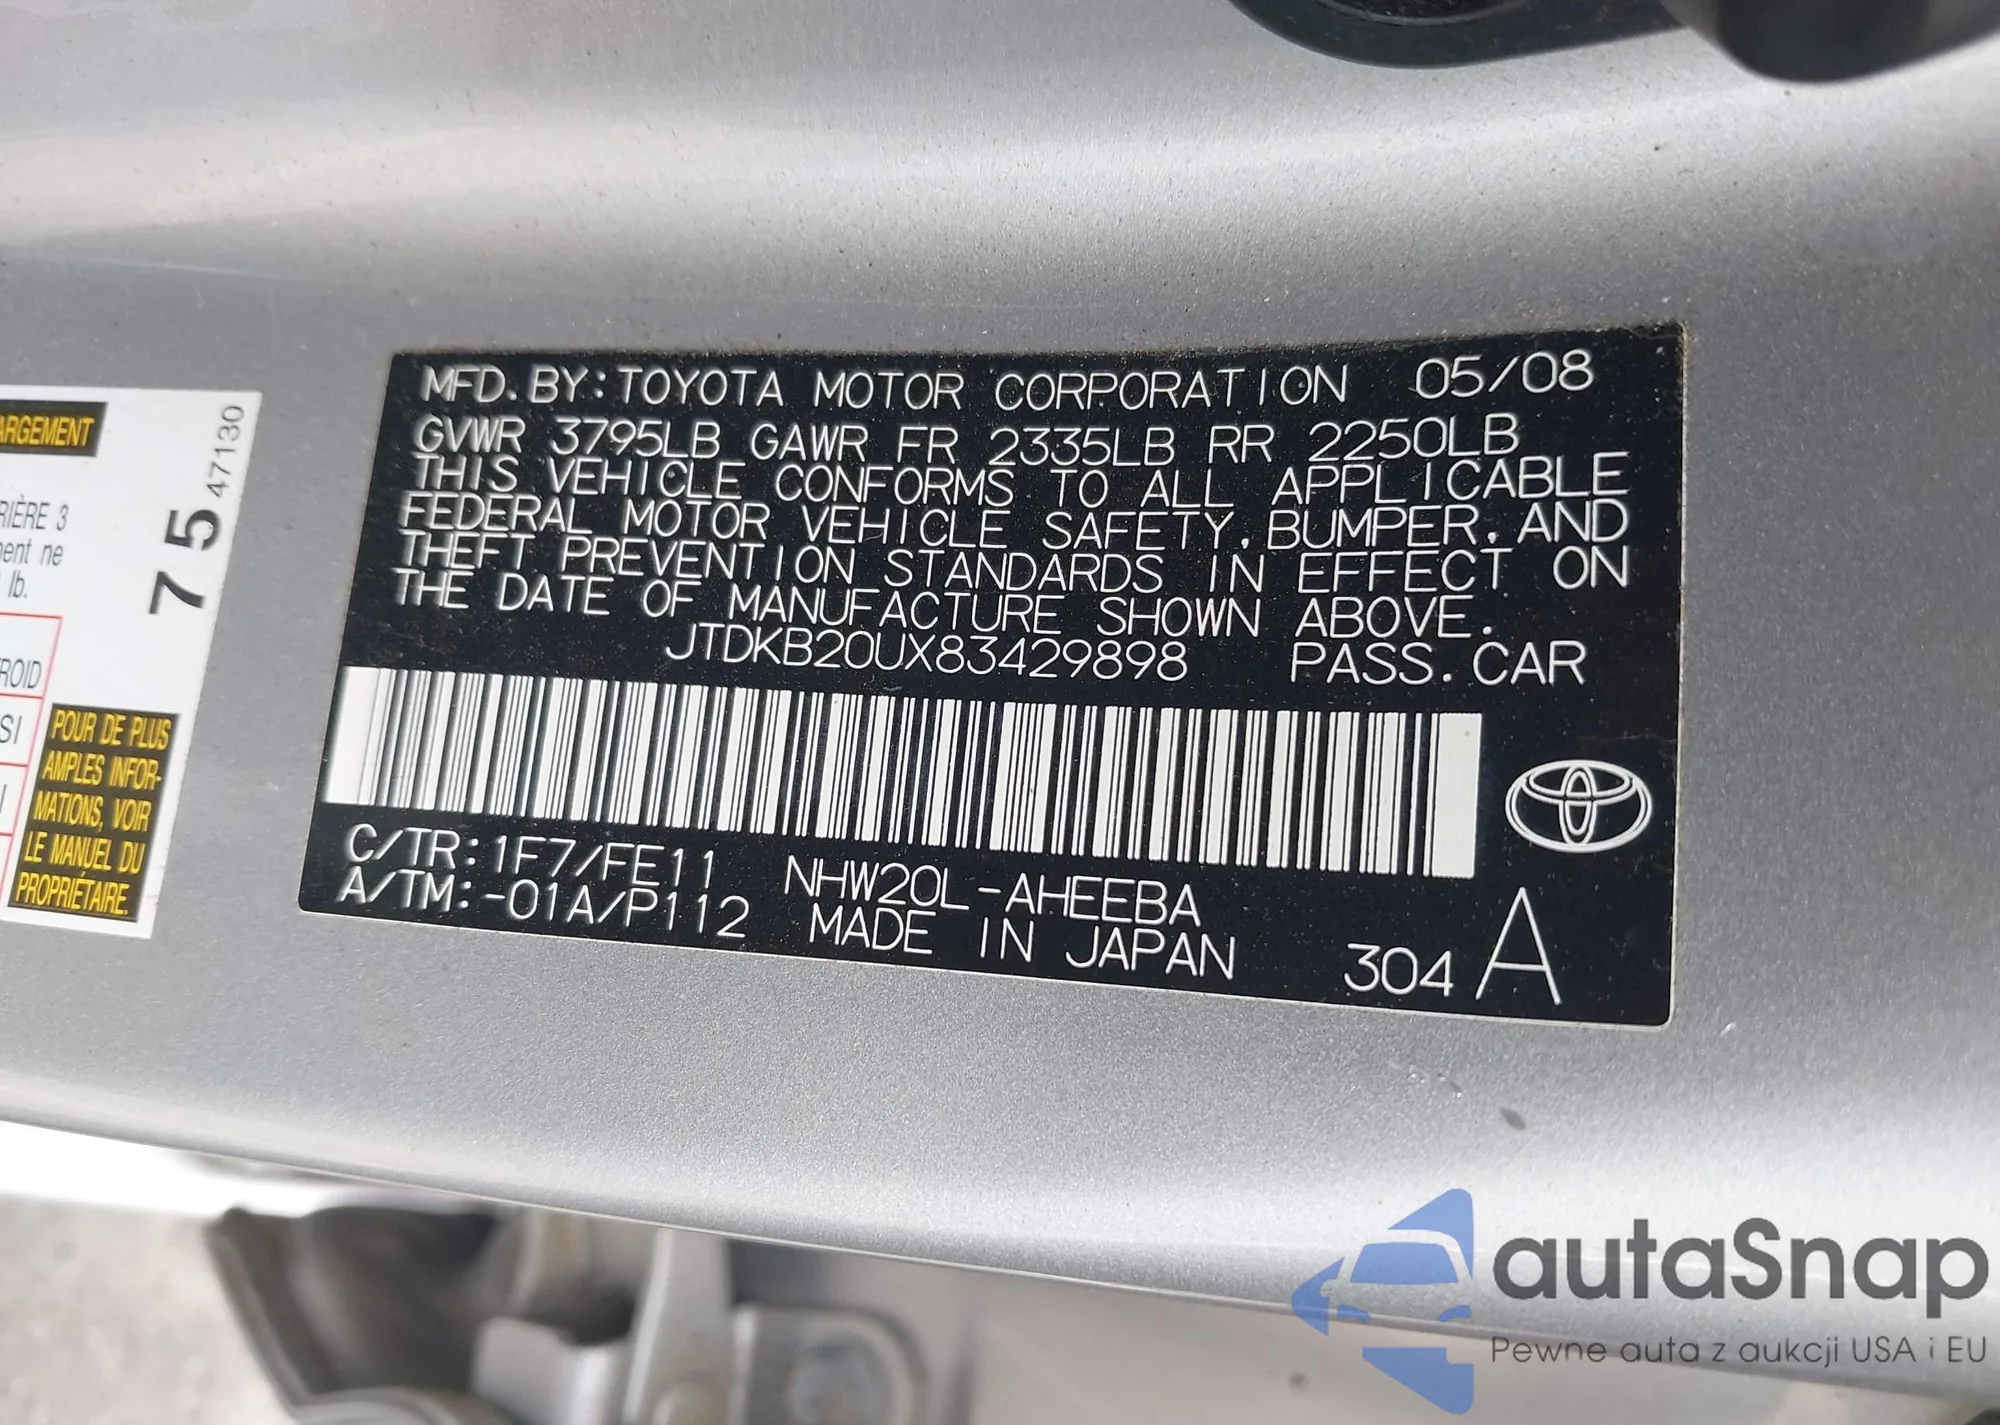 MFD. BY: TOYOTA MOTOR CORPORATION 05/08
GVWR 3795LB GAWR FR 2335LB RR 2250LB
THIS VEHICLE CONFORMS TO ALL APPLICABLE
FEDERAL MOTOR VEHICLE SAFETY, BUMPER, AND
THEFT PREVENTION STANDARDS IN EFFECT ON
THE DATE OF MANUFACTURE SHOWN ABOVE.
JTDKB20UX83429898 PASS. CAR
C/TR: 1F7/FE11 NHW20L-AHEEBA
A/TM: -01A/P112 MADE IN JAPAN 304 A
ARGEMENT
RIÈRE 3
ment ne
lb.
ROID
SI
75
47130
POUR DE PLUS
AMPLES INFOR-
MATIONS, VOIR
LE MANUEL DU
PROPRIÉTAIRE.
autaSnap
Pewne auta z aukcji USA i EU